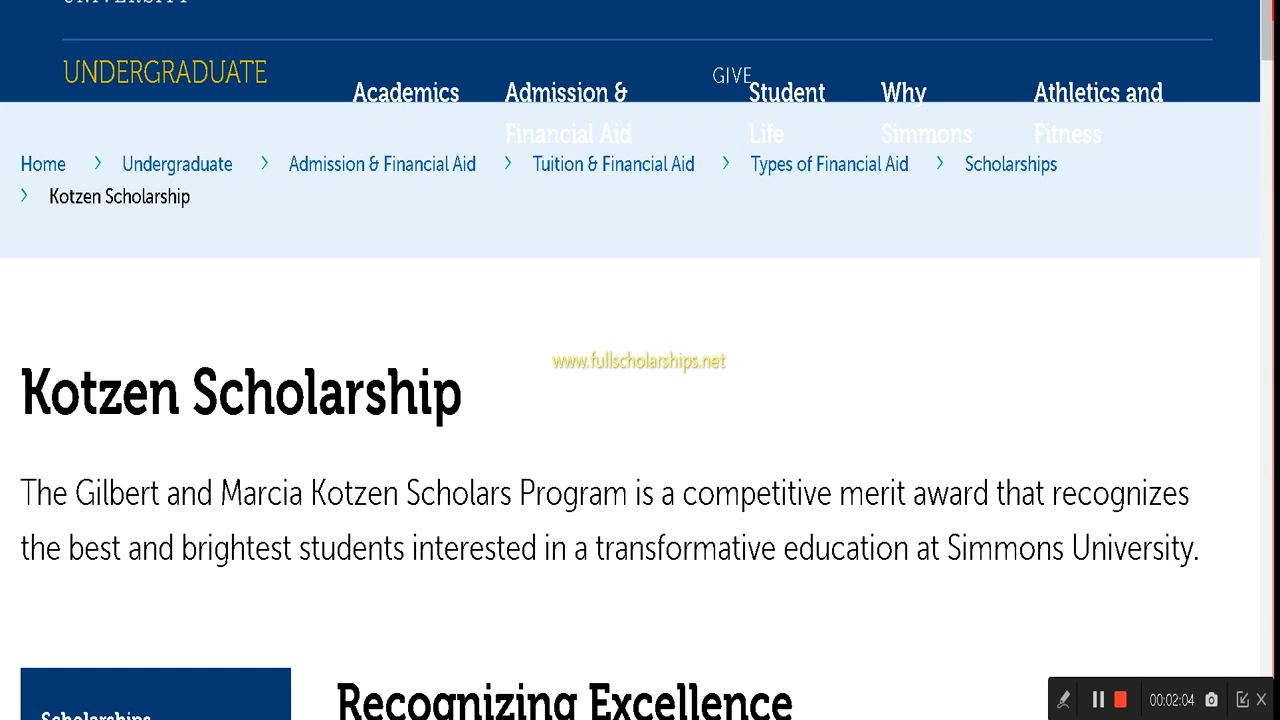 UNIVERSITY
UNDERGRADUATE
GIVE
Academics Admission & Student Why Athletics and
Financial Aid Life Simmons Fitness
Home > Undergraduate > Admission & Financial Aid > Tuition & Financial Aid > Types of Financial Aid > Scholarships
> Kotzen Scholarship
www.fullscholarships.net
Kotzen Scholarship
The Gilbert and Marcia Kotzen Scholars Program is a competitive merit award that recognizes
the best and brightest students interested in a transformative education at Simmons University.
Scholarships
Recognizing Excellence
00:02:04